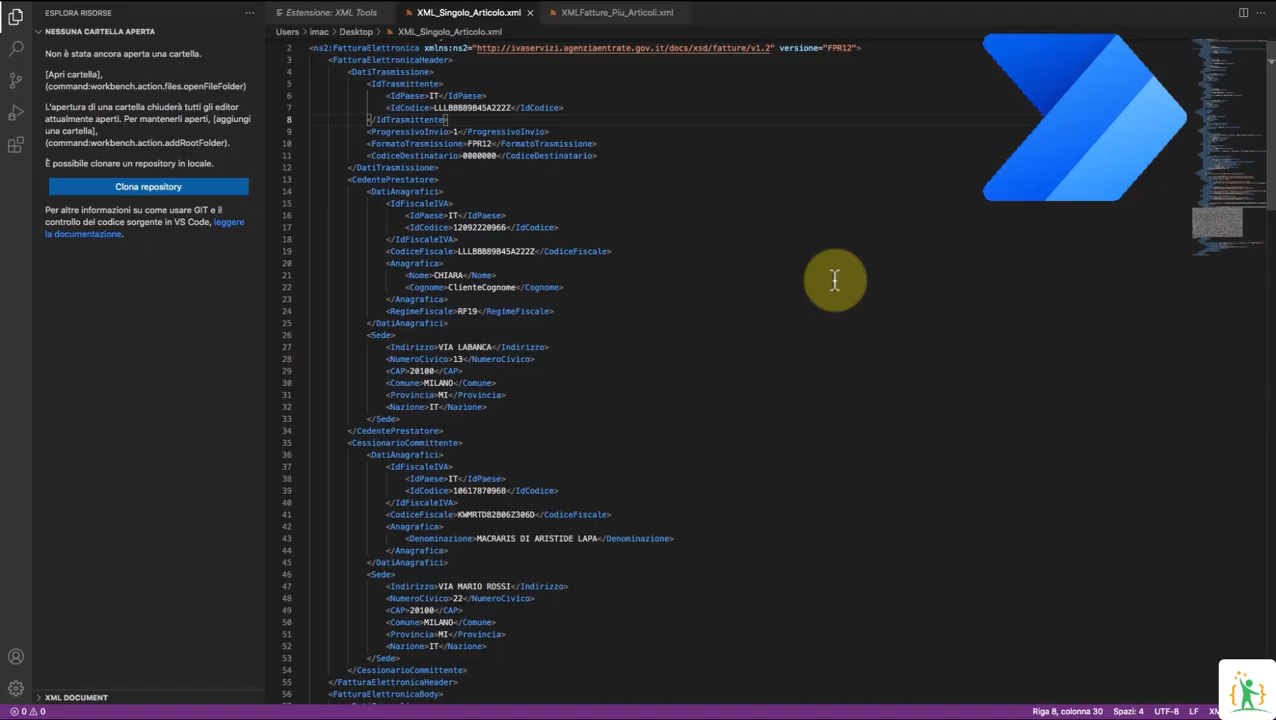 ESPLORA RISORSE
NESSUNA CARTELLA APERTA
Non è stata ancora aperta una cartella.
[Apri cartella],
(command:workbench.action.files.openFileFolder)
L'apertura di una cartella chiuderà tutti gli editor
attualmente aperti. Per mantenerli aperti, [aggiungi
una cartella],
(command:workbench.action.addRootFolder).
È possibile clonare un repository in locale.
Clona repository
Per altre informazioni su come usare GIT e il
controllo del codice sorgente in VS Code, leggere
la documentazione.
XML DOCUMENT
Estensione: XML Tools
XML_Singolo_Articolo.xml
XMLFatture_Piu_Articoli.xml
Users > imac > Desktop > XML_Singolo_Articolo.xml
2 <ns2:FatturaElettronica xmlns:ns2="http://ivaservizi.agenziaentrate.gov.it/docs/xsd/fatture/v1.2" versione="FPR12">
3 <FatturaElettronicaHeader>
4 <DatiTrasmissione>
5 <IdTrasmittente>
6 <IdPaese>IT</IdPaese>
7 <IdCodice>LLLBBB89B45A222Z</IdCodice>
8 </IdTrasmittente>
9 <ProgressivoInvio>1</ProgressivoInvio>
10 <FormatoTrasmissione>FPR12</FormatoTrasmissione>
11 <CodiceDestinatario>0000000</CodiceDestinatario>
12 </DatiTrasmissione>
13 <CedentePrestatore>
14 <DatiAnagrafici>
15 <IdFiscaleIVA>
16 <IdPaese>IT</IdPaese>
17 <IdCodice>12092220966</IdCodice>
18 </IdFiscaleIVA>
19 <CodiceFiscale>LLLBBB89B45A222Z</CodiceFiscale>
20 <Anagrafica>
21 <Nome>CHIARA</Nome>
22 <Cognome>ClienteCognome</Cognome>
23 </Anagrafica>
24 <RegimeFiscale>RF19</RegimeFiscale>
25 </DatiAnagrafici>
26 <Sede>
27 <Indirizzo>VIA LABANCA</Indirizzo>
28 <NumeroCivico>13</NumeroCivico>
29 <CAP>20100</CAP>
30 <Comune>MILANO</Comune>
31 <Provincia>MI</Provincia>
32 <Nazione>IT</Nazione>
33 </Sede>
34 </CedentePrestatore>
35 <CessionarioCommittente>
36 <DatiAnagrafici>
37 <IdFiscaleIVA>
38 <IdPaese>IT</IdPaese>
39 <IdCodice>10617870968</IdCodice>
40 </IdFiscaleIVA>
41 <CodiceFiscale>KWMRTD82B06Z306D</CodiceFiscale>
42 <Anagrafica>
43 <Denominazione>MACRARIS DI ARISTIDE LAPA</Denominazione>
44 </Anagrafica>
45 </DatiAnagrafici>
46 <Sede>
47 <Indirizzo>VIA MARIO ROSSI</Indirizzo>
48 <NumeroCivico>22</NumeroCivico>
49 <CAP>20100</CAP>
50 <Comune>MILANO</Comune>
51 <Provincia>MI</Provincia>
52 <Nazione>IT</Nazione>
53 </Sede>
54 </CessionarioCommittente>
55 </FatturaElettronicaHeader>
56 <FatturaElettronicaBody>
0 0
Riga 8, colonna 30 Spazi: 4 UTF-8 LF